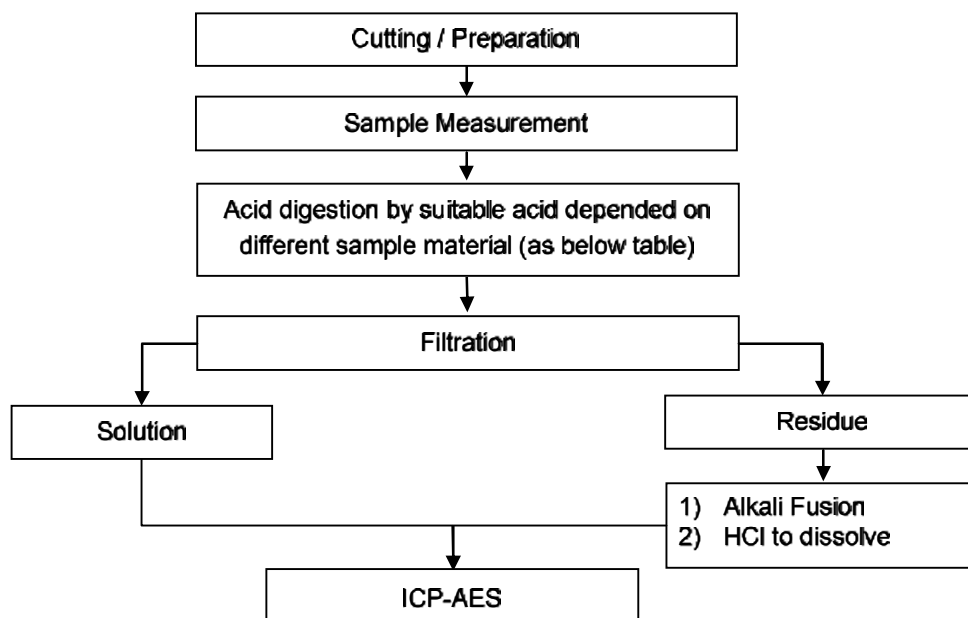 Cutting / Preparation
Sample Measurement
Acid digestion by suitable acid depended on
different sample material (as below table)
Filtration
Solution
Residue
1) Alkali Fusion
2) HCl to dissolve
ICP-AES